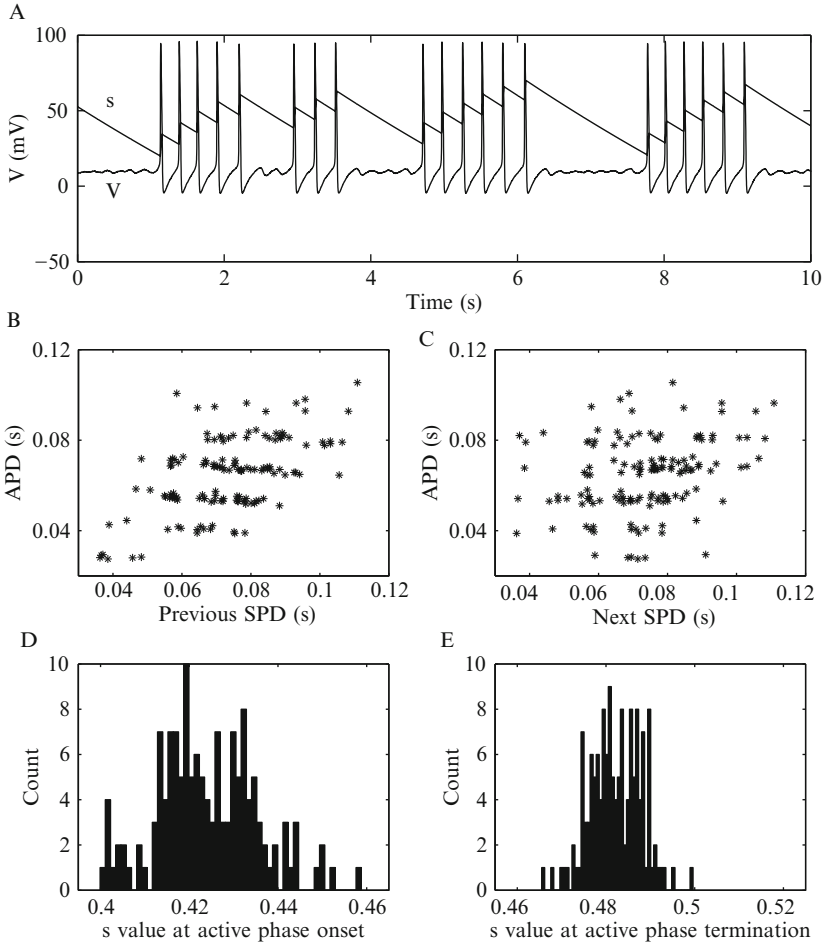 A
100
50
0
−50
V (mV)
s
V
0 2 4 6 8 10
Time (s)
B
0.12
0.08
0.04
APD (s)
0.04 0.06 0.08 0.1 0.12
Previous SPD (s)
C
0.12
0.08
0.04
APD (s)
0.04 0.06 0.08 0.1 0.12
Next SPD (s)
D
10
8
6
4
2
0
Count
0.4 0.42 0.44 0.46
s value at active phase onset
E
10
8
6
4
2
0
Count
0.46 0.48 0.5 0.52
s value at active phase termination